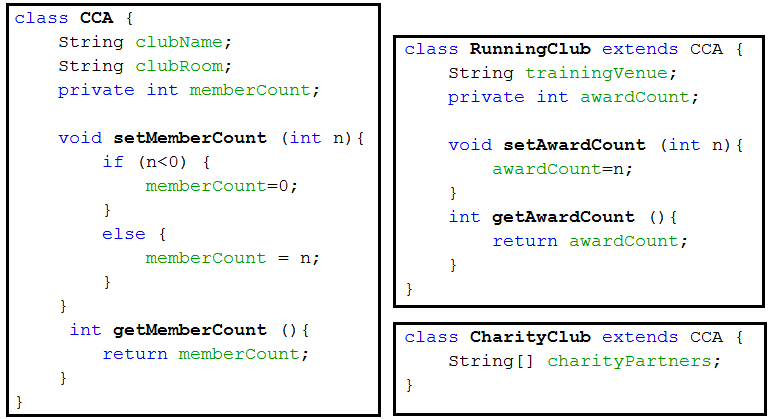 class CCA {
String clubName;
String clubRoom;
private int memberCount;
void setMemberCount (int n){
if (n<0) {
memberCount=0;
}
else {
memberCount = n;
}
}
int getMemberCount (){
return memberCount;
}
}
class RunningClub extends CCA {
String trainingVenue;
private int awardCount;
void setAwardCount (int n){
awardCount=n;
}
int getAwardCount (){
return awardCount;
}
}
class CharityClub extends CCA {
String[] charityPartners;
}